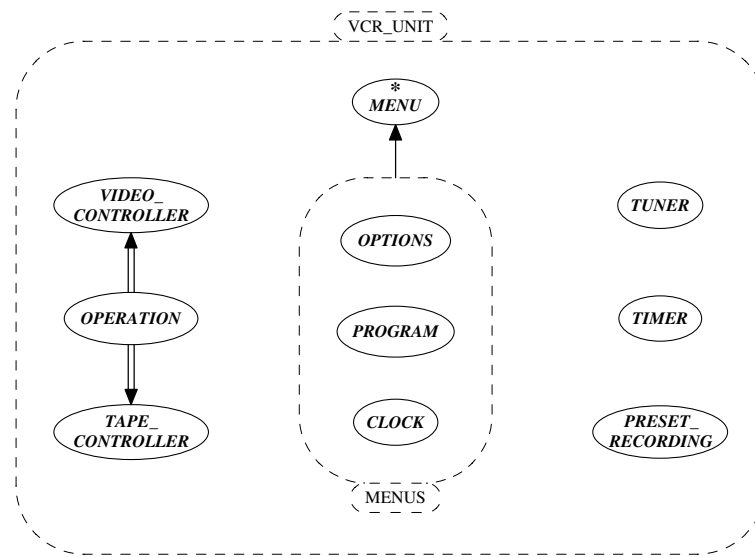 VCR_UNIT
*
MENU
VIDEO_
CONTROLLER
TUNER
OPTIONS
OPERATION
PROGRAM
TIMER
TAPE_
CONTROLLER
CLOCK
PRESET_
RECORDING
MENUS